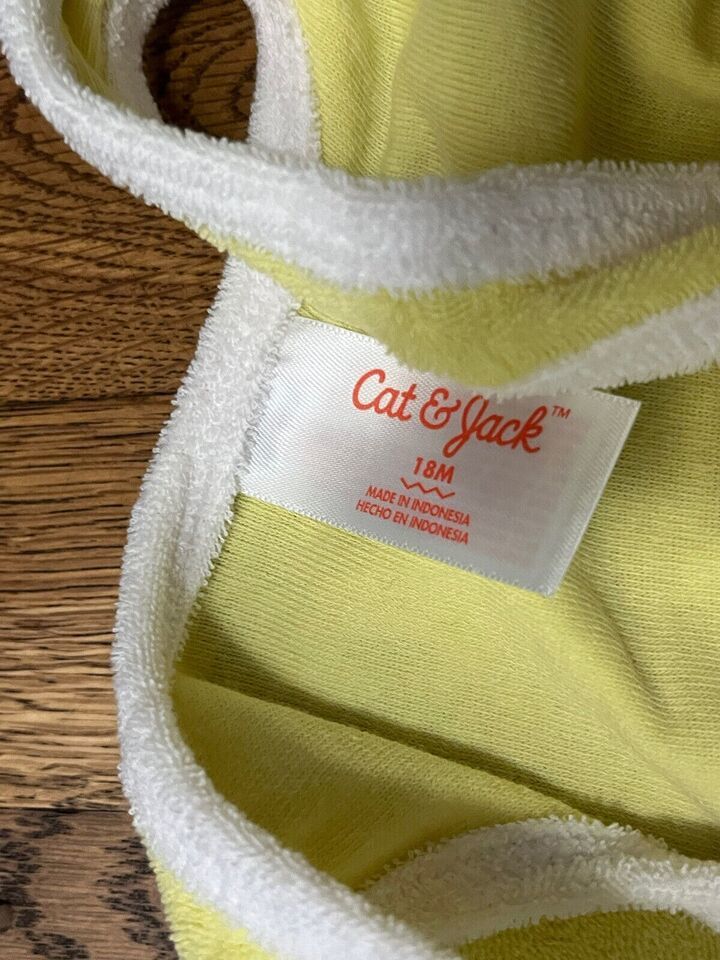 Cat & Jack™
18M
MADE IN INDONESIA
HECHO EN INDONESIA